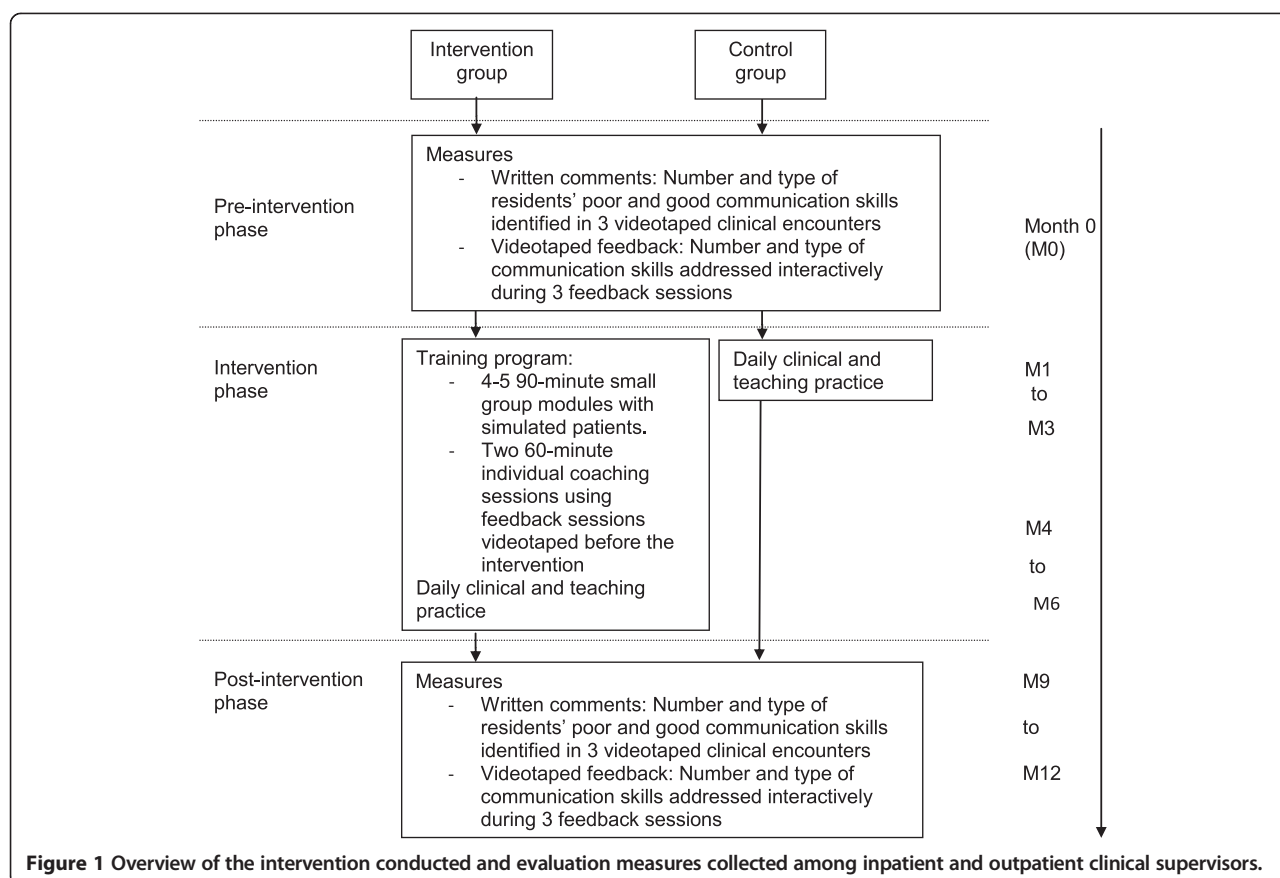 Intervention
group
Control
group
Pre-intervention
phase
Measures
- Written comments: Number and type of
residents' poor and good communication skills
identified in 3 videotaped clinical encounters
- Videotaped feedback: Number and type of
communication skills addressed interactively
during 3 feedback sessions
Month 0
(M0)
Intervention
phase
Training program:
- 4-5 90-minute small
group modules with
simulated patients.
- Two 60-minute
individual coaching
sessions using
feedback sessions
videotaped before the
intervention
Daily clinical and teaching
practice
Daily clinical and
teaching practice
M1
to
M3
M4
to
M6
Post-intervention
phase
Measures
- Written comments: Number and type of
residents' poor and good communication skills
identified in 3 videotaped clinical encounters
- Videotaped feedback: Number and type of
communication skills addressed interactively
during 3 feedback sessions
M9
to
M12
Figure 1 Overview of the intervention conducted and evaluation measures collected among inpatient and outpatient clinical supervisors.